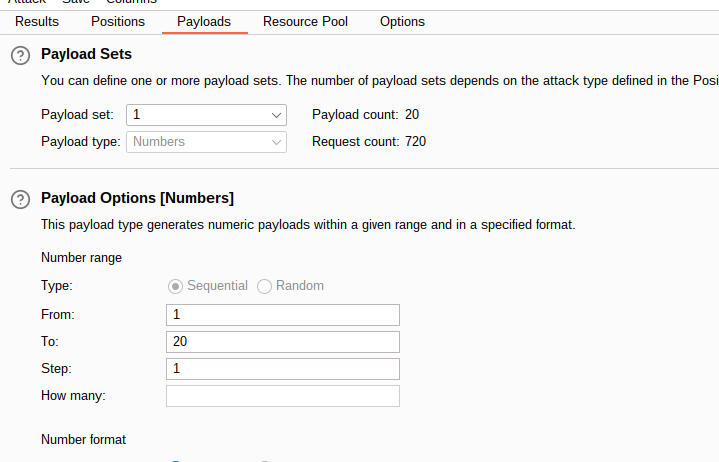 Attack Save Columns
Results Positions Payloads Resource Pool Options
Payload Sets
You can define one or more payload sets. The number of payload sets depends on the attack type defined in the Posi
Payload set: 1 Payload count: 20
Payload type: Numbers Request count: 720
Payload Options [Numbers]
This payload type generates numeric payloads within a given range and in a specified format.
Number range
Type: Sequential Random
From: 1
To: 20
Step: 1
How many:
Number format